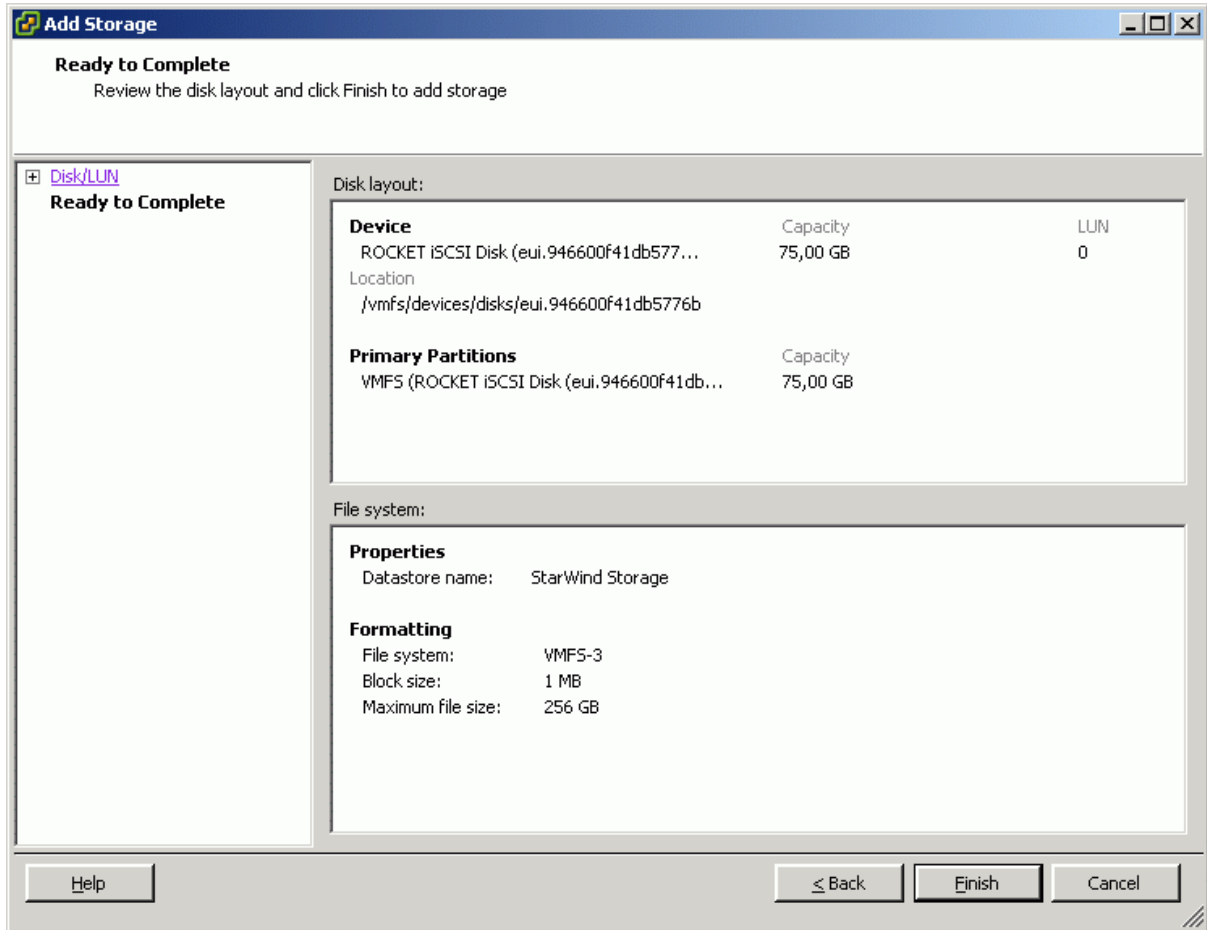 Add Storage
Ready to Complete
Review the disk layout and click Finish to add storage
Disk/LUN
Ready to Complete
Disk layout:
Device Capacity LUN
ROCKET iSCSI Disk (eui.946600f41db577... 75,00 GB 0
Location
/vmfs/devices/disks/eui.946600f41db5776b
Primary Partitions Capacity
VMFS (ROCKET iSCSI Disk (eui.946600f41db... 75,00 GB
File system:
Properties
Datastore name: StarWind Storage
Formatting
File system: VMFS-3
Block size: 1 MB
Maximum file size: 256 GB
Help < Back Finish Cancel